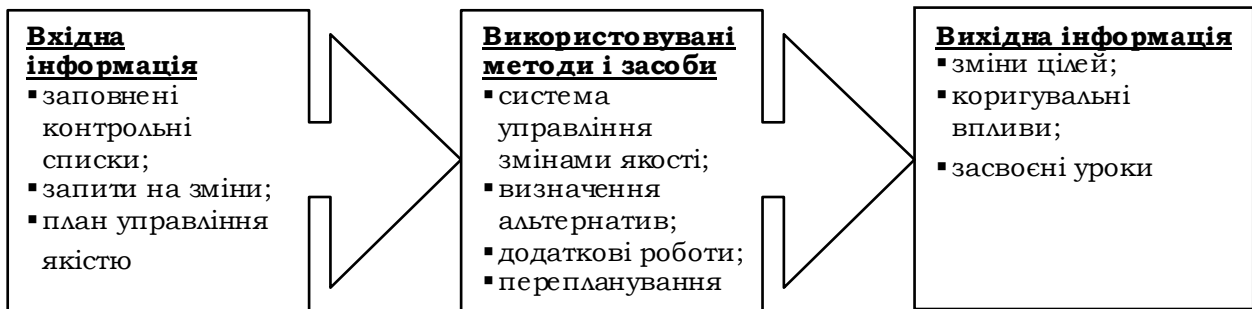 Вхідна
інформація
▪ заповнені
контрольні
списки;
▪ запити на зміни;
▪ план управління
якістю
Використовувані
методи і засоби
▪ система
управління
змінами якості;
▪ визначення
альтернатив;
▪ додаткові роботи;
▪ перепланування
Вихідна інформація
▪ зміни цілей;
▪ коригувальні
впливи;
▪ засвоєні уроки